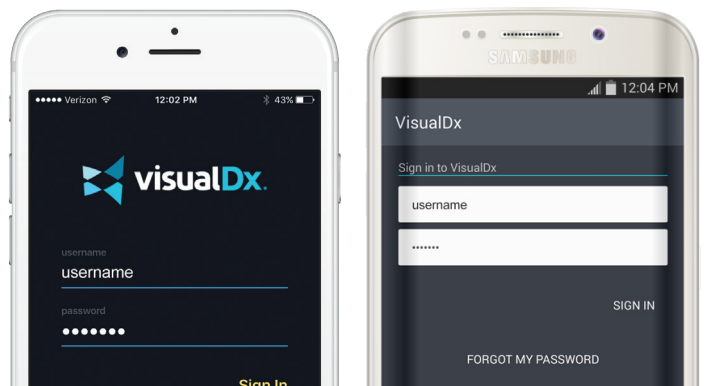 Verizon 12:02 PM 43%
visualDx.
username
username
password
•••••••
Sign In
SAMSUNG
12:04 PM
VisualDx
Sign in to VisualDx
username
•••••••
SIGN IN
FORGOT MY PASSWORD